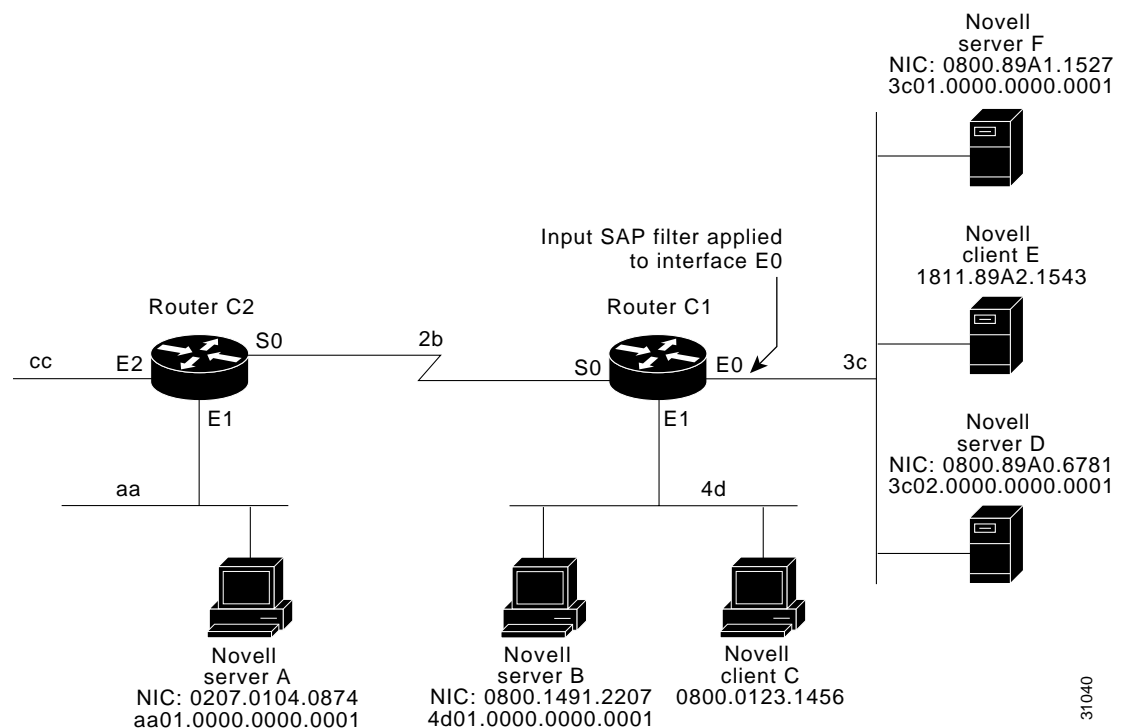 Novell
server F
NIC: 0800.89A1.1527
3c01.0000.0000.0001
Input SAP filter applied
to interface E0
Novell
client E
1811.89A2.1543
Router C2
Router C1
S0
2b
cc
E2
S0
E0
3c
E1
E1
Novell
server D
NIC: 0800.89A0.6781
3c02.0000.0000.0001
aa
4d
Novell
server A
NIC: 0207.0104.0874
aa01.0000.0000.0001
Novell
server B
NIC: 0800.1491.2207
4d01.0000.0000.0001
Novell
client C
0800.0123.1456
31040